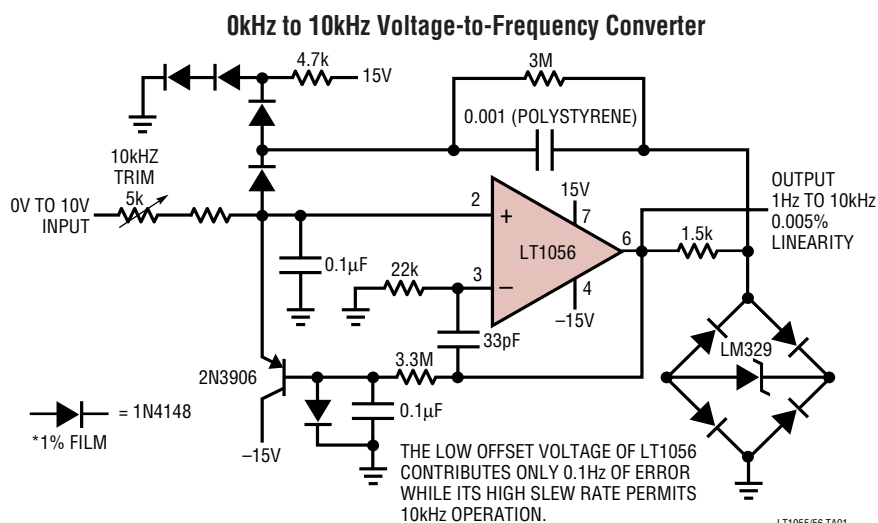 0kHz to 10kHz Voltage-to-Frequency Converter
4.7k
15V
3M
0.001 (POLYSTYRENE)
10kHZ
TRIM
5k
0V TO 10V
INPUT
2
+
15V
7
LT1056
6
OUTPUT
1Hz TO 10kHz
0.005%
LINEARITY
1.5k
0.1µF
22k
3
–
4
–15V
33pF
LM329
2N3906
3.3M
0.1µF
= 1N4148
*1% FILM
–15V
THE LOW OFFSET VOLTAGE OF LT1056
CONTRIBUTES ONLY 0.1Hz OF ERROR
WHILE ITS HIGH SLEW RATE PERMITS
10kHz OPERATION.
LT1055/56 TA01